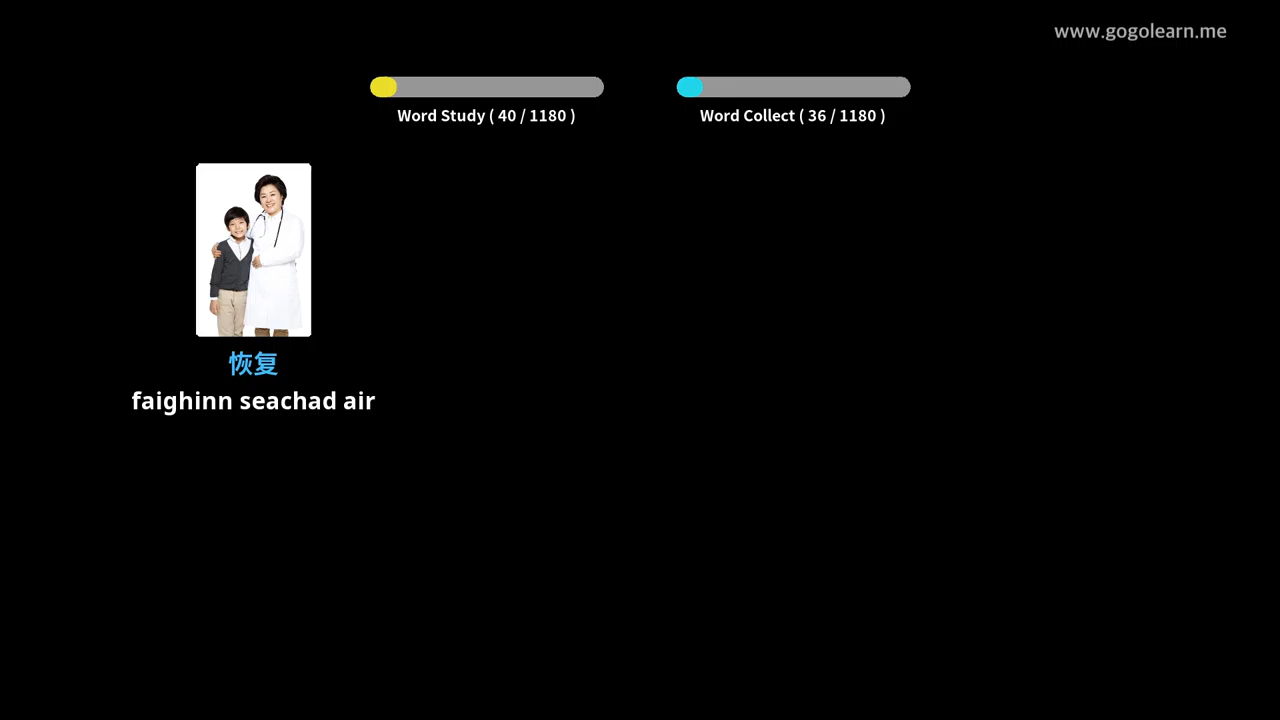 www.gogolearn.me
Word Study ( 40 / 1180 )
Word Collect ( 36 / 1180 )
恢复
faighinn seachad air